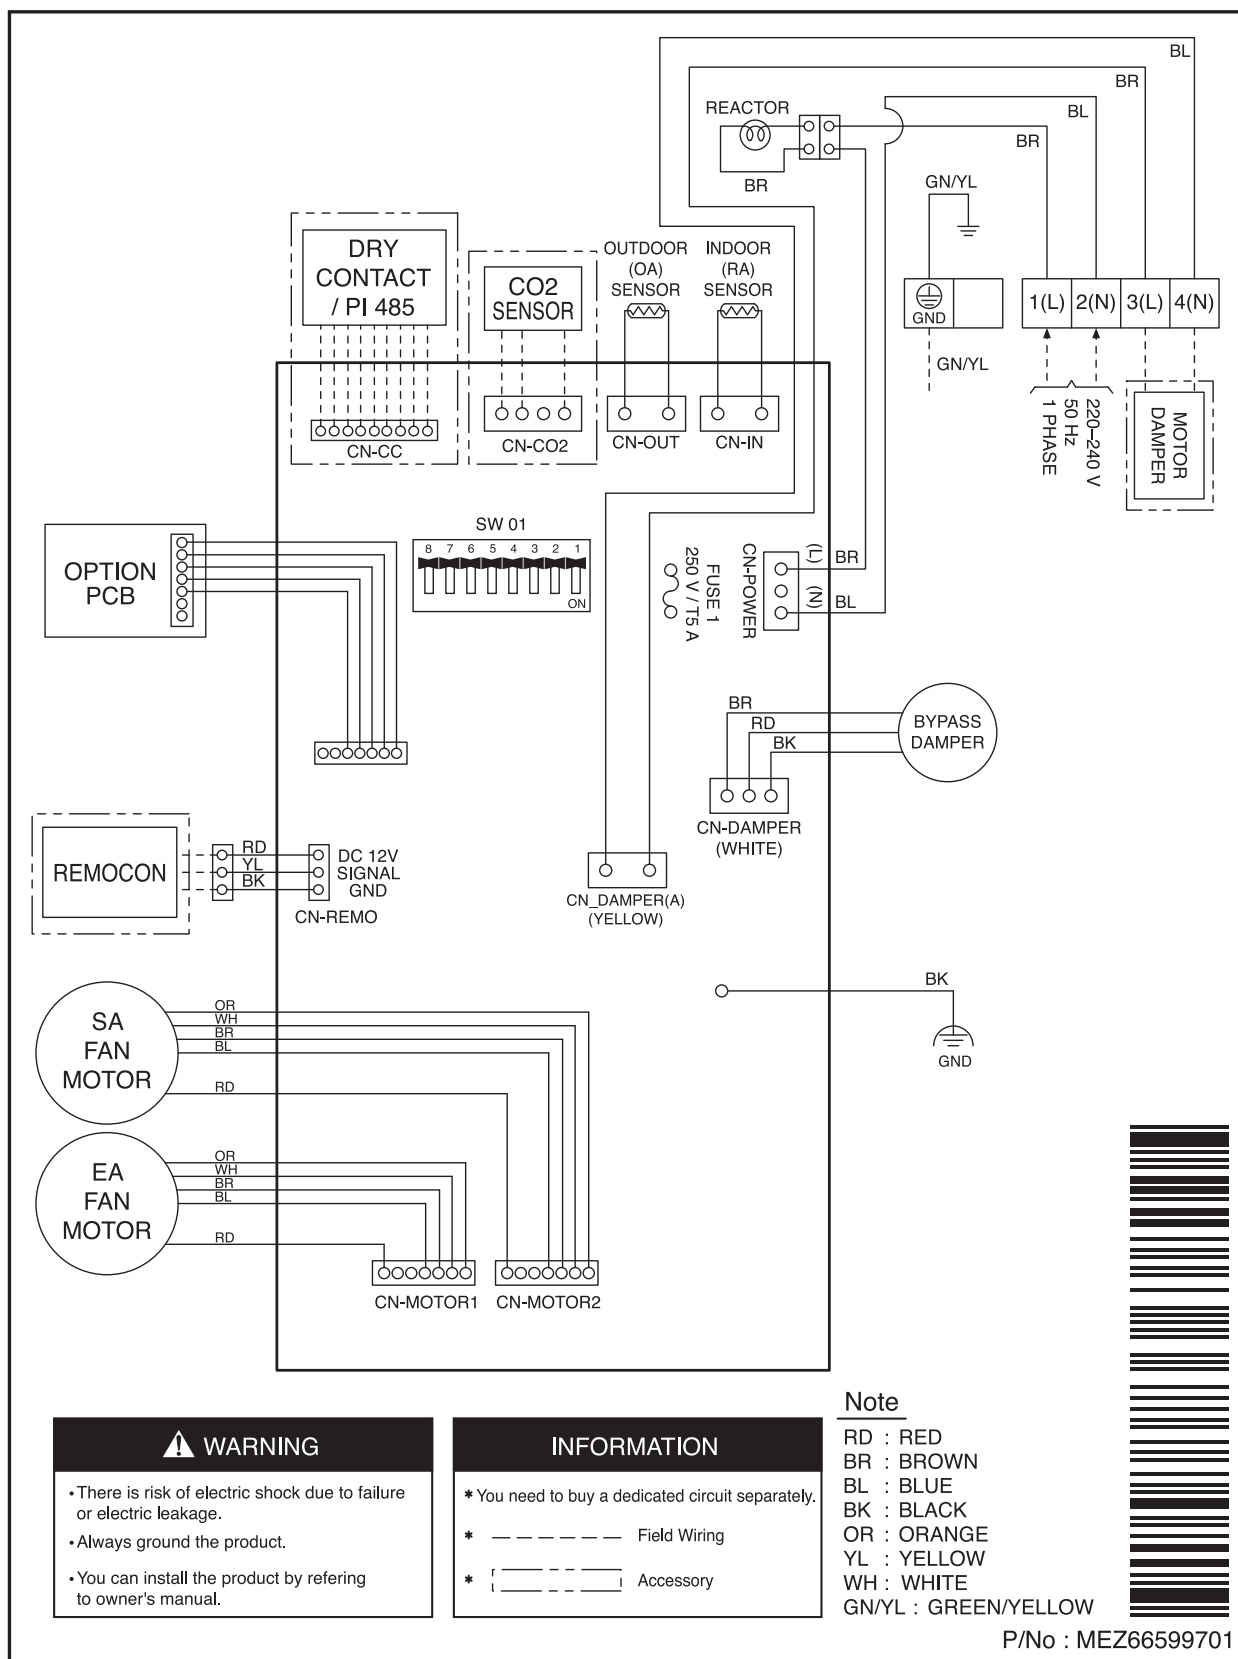 BL
BR
REACTOR
BL
BR
BR
GN/YL
DRY
CONTACT
/ PI 485
CO2
SENSOR
OUTDOOR
(OA)
SENSOR
INDOOR
(RA)
SENSOR
GND
1(L) 2(N) 3(L) 4(N)
GN/YL
220–240 V
50 Hz
1 PHASE
MOTOR
DAMPER
CN-CC
CN-CO2
CN-OUT
CN-IN
SW 01
8 7 6 5 4 3 2 1
ON
OPTION
PCB
FUSE 1
250 V / T5 A
CN-POWER
(L)
(N)
BR
BL
BR
RD
BK
BYPASS
DAMPER
CN-DAMPER
(WHITE)
REMOCON
RD
YL
BK
DC 12V
SIGNAL
GND
CN-REMO
CN_DAMPER(A)
(YELLOW)
BK
GND
SA
FAN
MOTOR
OR
WH
BR
BL
RD
EA
FAN
MOTOR
OR
WH
BR
BL
RD
CN-MOTOR1
CN-MOTOR2
WARNING
• There is risk of electric shock due to failure
or electric leakage.
• Always ground the product.
• You can install the product by refering
to owner's manual.
INFORMATION
* You need to buy a dedicated circuit separately.
* Field Wiring
* Accessory
Note
RD : RED
BR : BROWN
BL : BLUE
BK : BLACK
OR : ORANGE
YL : YELLOW
WH : WHITE
GN/YL : GREEN/YELLOW
P/No : MEZ66599701